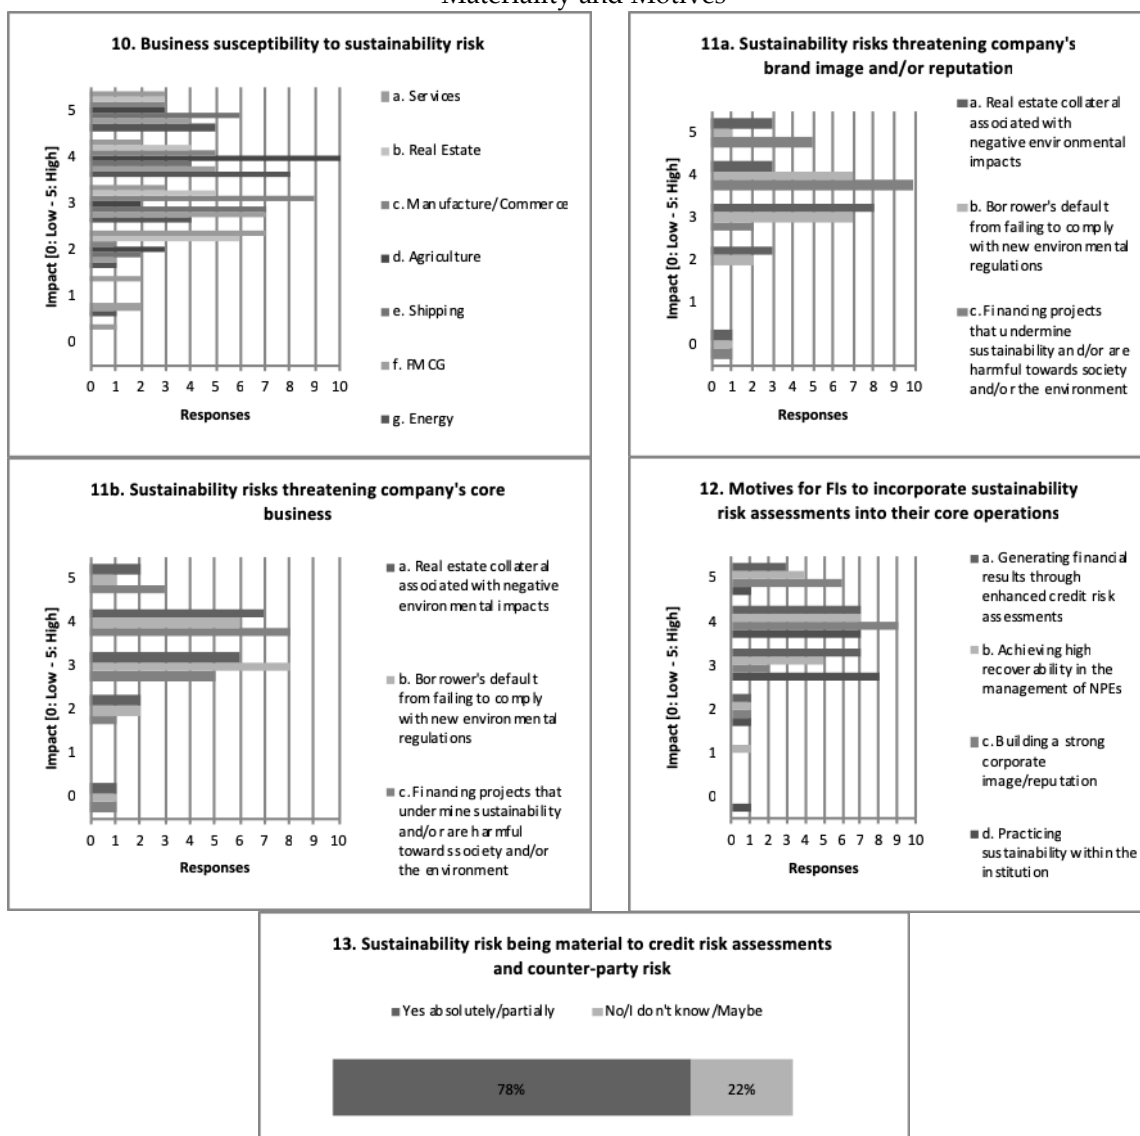 Materiality and Motives
10. Business susceptibility to sustainability risk
Impact [0: Low - 5: High]
5
4
3
2
1
0
0 1 2 3 4 5 6 7 8 9 10
Responses
a. Services
b. Real Estate
c. Manufacture/Commerce
d. Agriculture
e. Shipping
f. FMCG
g. Energy
11a. Sustainability risks threatening company's
brand image and/or reputation
Impact [0: Low - 5: High]
5
4
3
2
1
0
0 1 2 3 4 5 6 7 8 9 10
Responses
a. Real estate collateral
associated with
negative environmental
impacts
b. Borrower's default
from failing to comply
with new environmental
regulations
c. Financing projects
that undermine
sustainability and/or are
harmful towards society
and/or the environment
11b. Sustainability risks threatening company's core
business
Impact [0: Low - 5: High]
5
4
3
2
1
0
0 1 2 3 4 5 6 7 8 9 10
Responses
a. Real estate collateral
associated with negative
environmental impacts
b. Borrower's default
from failing to comply
with new environmental
regulations
c. Financing projects that
undermine sustainability
and/or are harmful
towards society and/or
the environment
12. Motives for FIs to incorporate sustainability
risk assessments into their core operations
Impact [0: Low - 5: High]
5
4
3
2
1
0
0 1 2 3 4 5 6 7 8 9 10
Responses
a. Generating financial
results through
enhanced credit risk
assessments
b. Achieving high
recoverability in the
management of NPEs
c. Building a strong
corporate
image/reputation
d. Practicing
sustainability within the
institution
13. Sustainability risk being material to credit risk assessments
and counter-party risk
Yes absolutely/partially
No/I don't know/Maybe
78%
22%